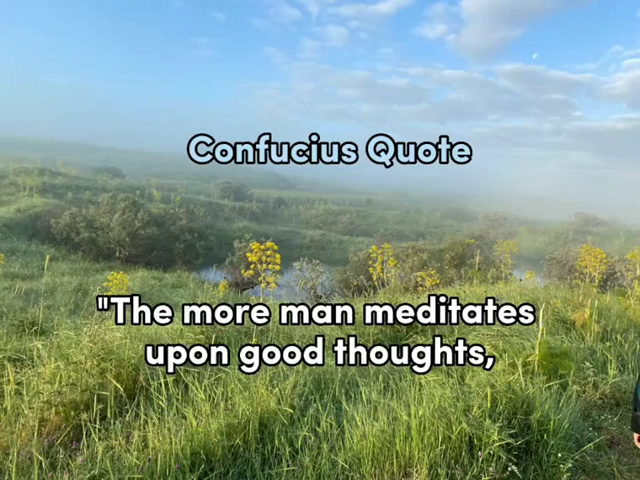 Confucius Quote
"The more man meditates
upon good thoughts,